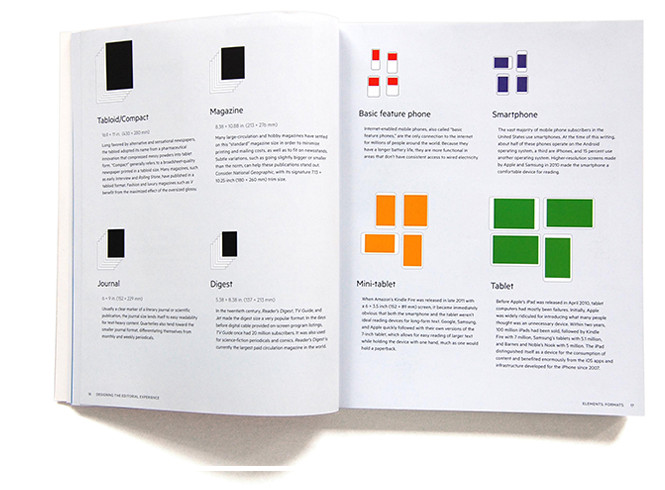 Tabloid/Compact
16.9 × 11 in. (430 × 280 mm)
Long favored by alternative and sensational newspapers,
the tabloid adopted its name from a pharmaceutical
innovation that compressed messy powders into tablet
form. "Compact" generally refers to a broadsheet-quality
newspaper printed in a tabloid size. Many magazines, such
as early Interview and Rolling Stone, have published in a
tabloid format. Fashion and luxury magazines such as
benefit from the maximized effect of the oversized glossy.
Magazine
8.38 × 10.88 in. (213 × 276 mm)
Many large-circulation and hobby magazines have settled
on this "standard" magazine size in order to minimize
printing and mailing costs, as well as to fit on newsstands.
Subtle variations, such as going slightly bigger or smaller
than the norm, can help these publications stand out.
Consider National Geographic, with its signature 7.15 ×
10.25-inch (180 × 260 mm) trim size.
Journal
6 × 9 in. (152 × 229 mm)
Usually a clear marker of a literary journal or scientific
publication, the journal size lends itself to easy readability
for text-heavy content. Quarterlies also tend toward the
smaller journal format, differentiating themselves from
monthly and weekly periodicals.
Digest
5.38 × 8.38 in. (137 × 213 mm)
In the twentieth century, Reader's Digest, TV Guide, and
Jet made the digest size a very popular format. In the days
before digital cable provided on-screen program listings,
TV Guide once had 20 million subscribers. It was also used
for science-fiction periodicals and comics. Reader's Digest is
currently the largest paid-circulation magazine in the world.
DESIGNING THE EDITORIAL EXPERIENCE
Basic feature phone
Internet-enabled mobile phones, also called "basic
feature phones," are the only connection to the internet
for millions of people around the world. Because they
have a longer battery life, they are more functional in
areas that don't have consistent access to wired electricity.
Smartphone
The vast majority of mobile phone subscribers in the
United States use smartphones. At the time of this writing,
about half of these phones operate on the Android
operating system, a third are iPhones, and 15 percent use
another operating system. Higher-resolution screens made
by Apple and Samsung in 2010 made the smartphone a
comfortable device for reading.
Mini-tablet
When Amazon's Kindle Fire was released in late 2011 with
a 6 × 3.5 inch (152 × 89 mm) screen, it became immediately
obvious that both the smartphone and the tablet weren't
ideal reading devices for long-form text. Google, Samsung,
and Apple quickly followed with their own versions of the
7-inch tablet, which allows for easy reading of larger text
while holding the device with one hand, much as one would
hold a paperback.
Tablet
Before Apple's iPad was released in April 2010, tablet
computers had mostly been failures. Initially, Apple
was widely ridiculed for introducing what many people
thought was an unnecessary device. Within two years,
100 million iPads had been sold, followed by Kindle
Fire with 7 million, Samsung's tablets with 5.1 million,
and Barnes and Noble's Nook with 5 million. The iPad
distinguished itself as a device for the consumption of
content and benefited enormously from the iOS apps and
infrastructure developed for the iPhone since 2007.
ELEMENTS: FORMATS